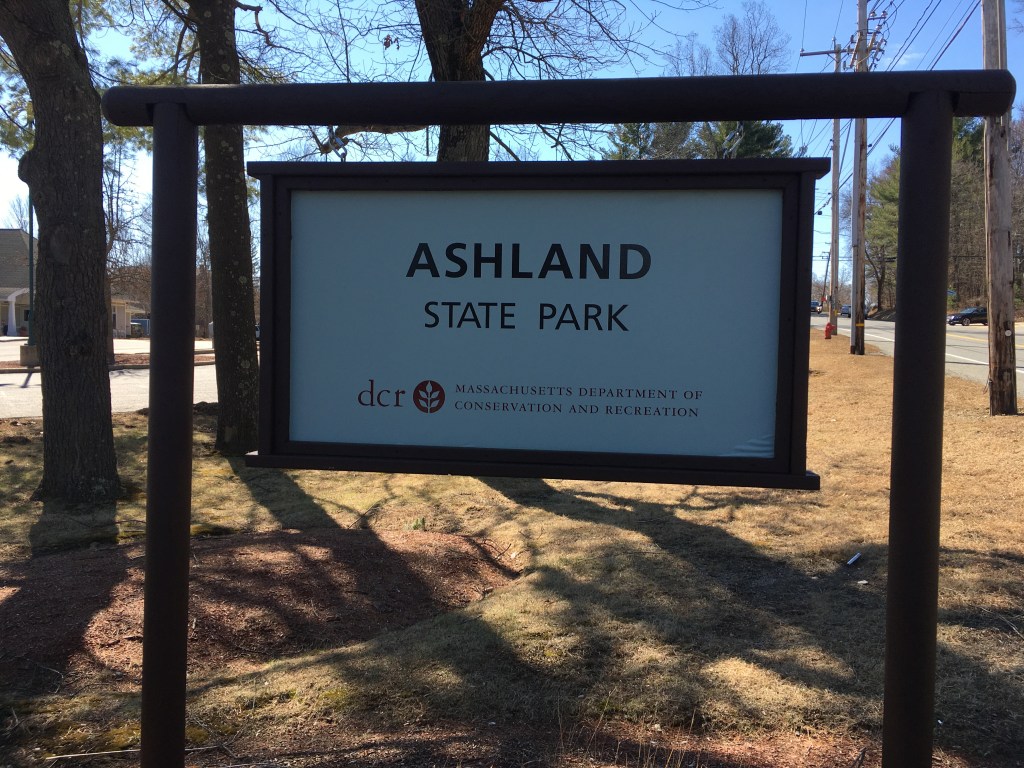 ASHLAND
STATE PARK
dcr MASSACHUSETTS DEPARTMENT OF
CONSERVATION AND RECREATION